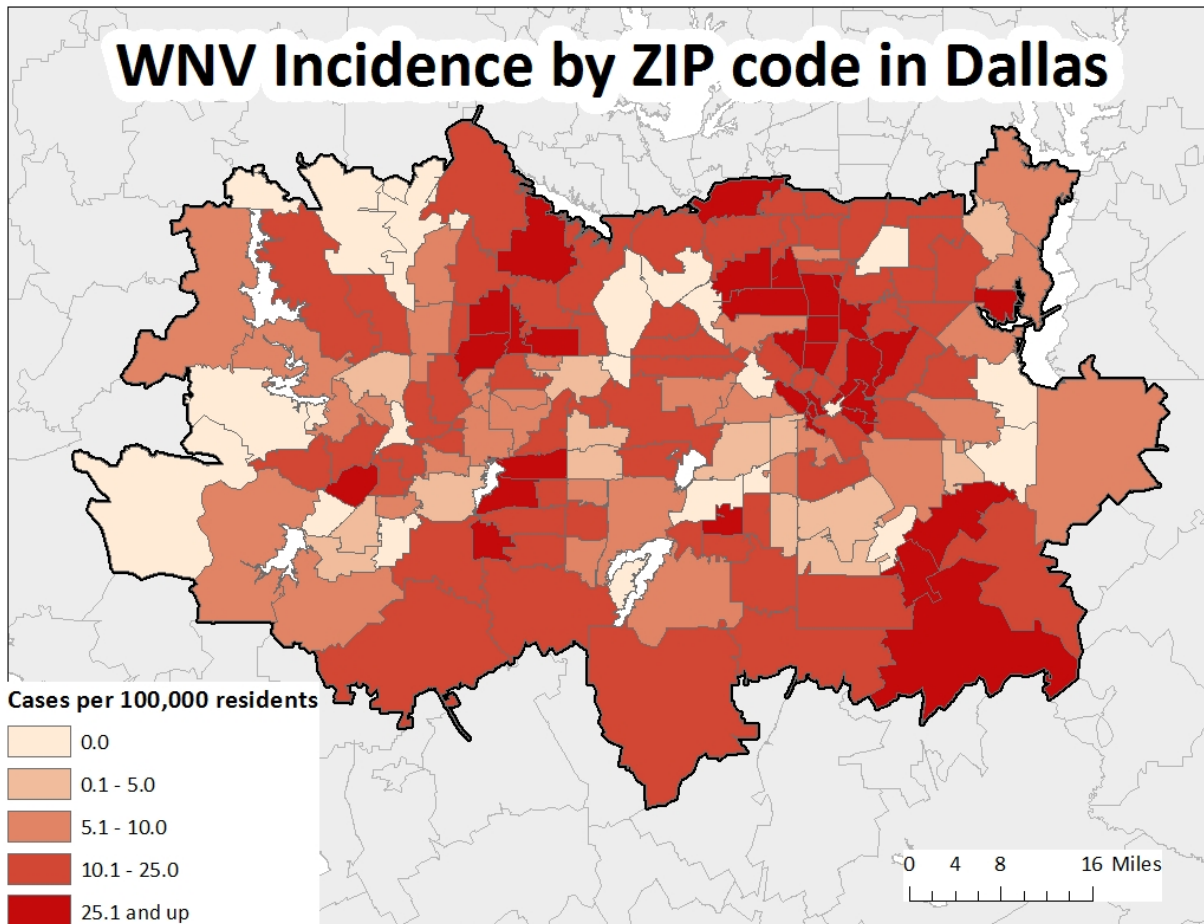 WNV Incidence by ZIP code in Dallas
Cases per 100,000 residents
0.0
0.1 - 5.0
5.1 - 10.0
10.1 - 25.0
25.1 and up
0 4 8 16 Miles